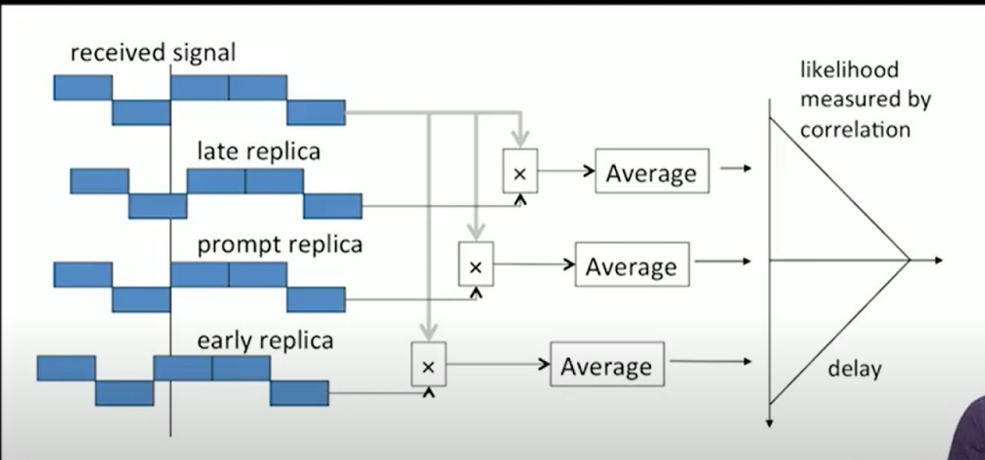 received signal
likelihood
measured by
correlation
late replica
×
Average
prompt replica
×
Average
early replica
×
Average
delay